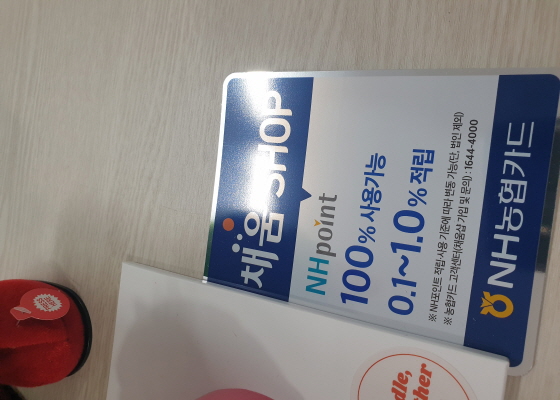 채움 SHOP
NHpoint
100% 사용가능
0.1~1.0% 적립
※ NH포인트 적립·사용 기준에 따라 변동 가능(단, 법인 제외)
※ 농협카드 고객센터(채움샵 가입 및 문의) : 1644-4000
NH농협카드